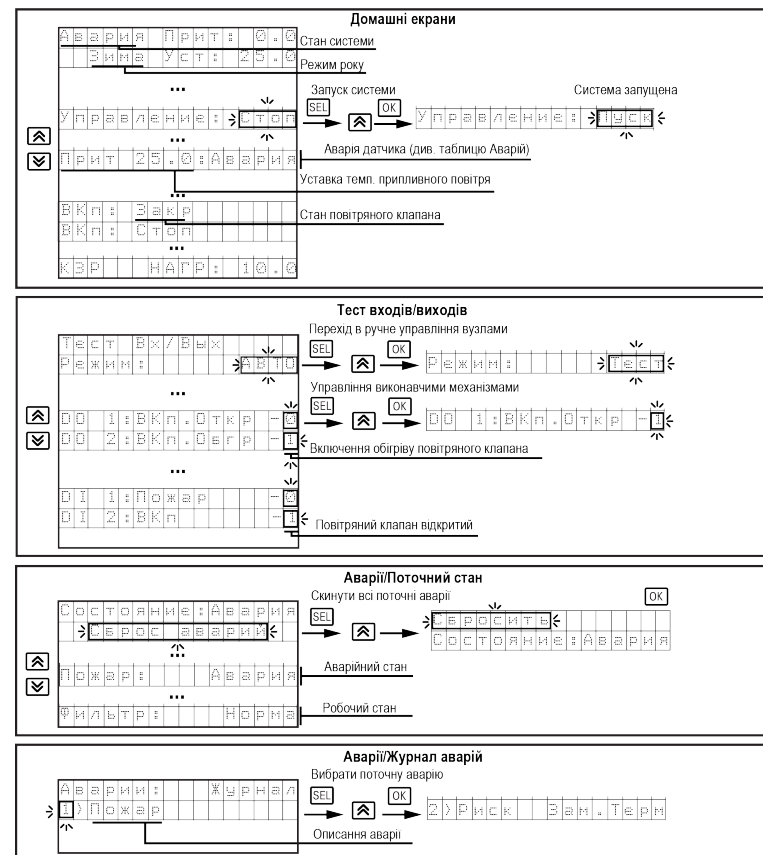 Домашні екрани
Авария Прит: 0.0
Стан системи
Зима Уст: 25.0
Режим року
...
Запуск системи
Система запущена
Управление: Стоп
SEL
OK
Управление: Пуск
Аварія датчика (див. таблицю Аварій)
Прит 25.0:Авария
Уставка темп. припливного повітря
...
ВКп: Закр
Стан повітряного клапана
ВКп: Стоп
...
КЗР НАГР: 10.0
Тест входів/виходів
Перехід в ручне управління вузлами
Тест Вх/Вых
Режим: АВТО
SEL
OK
Режим: Тест
...
Управління виконавчими механізмами
SEL
OK
DO 1:ВКп.Откр -0
DO 1:ВКп.Откр -1
DO 2:ВКп.Обгр -1
Включення обігріву повітряного клапана
...
DI 1:Пожар -0
DI 2:ВКп -1
Повітряний клапан відкритий
Аварії/Поточний стан
Скинути всі поточні аварії
OK
Состояние:Авария
SEL
Сбросить
Сброс аварий
Состояние:Авария
...
Аварійний стан
Пожар: Авария
...
Робочий стан
Фильтр: Норма
Аварії/Журнал аварій
Вибрати поточну аварію
Аварии: Журнал
SEL
OK
1)Пожар
2)Риск Зам.Терм
Описання аварії